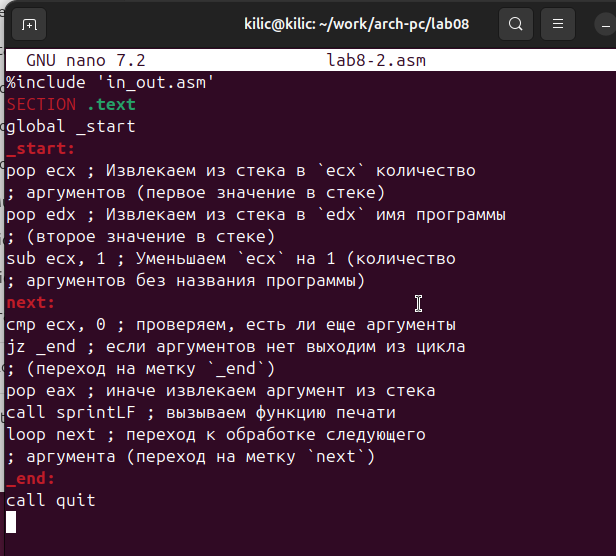 kilic@kilic: ~/work/arch-pc/lab08
GNU nano 7.2 lab8-2.asm
%include 'in_out.asm'
SECTION .text
global _start
_start:
pop ecx ; Извлекаем из стека в `ecx` количество
; аргументов (первое значение в стеке)
pop edx ; Извлекаем из стека в `edx` имя программы
; (второе значение в стеке)
sub ecx, 1 ; Уменьшаем `ecx` на 1 (количество
; аргументов без названия программы)
next:
cmp ecx, 0 ; проверяем, есть ли еще аргументы
jz _end ; если аргументов нет выходим из цикла
; (переход на метку `_end`)
pop eax ; иначе извлекаем аргумент из стека
call sprintLF ; вызываем функцию печати
loop next ; переход к обработке следующего
; аргумента (переход на метку `next`)
_end:
call quit